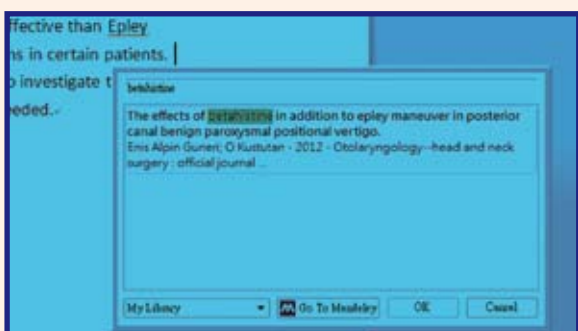 ffective than Epley
ns in certain patients.
o investigate t
eeded.
betahistine
The effects of betahistine in addition to epley maneuver in posterior
canal benign paroxysmal positional vertigo.
Enis Alpin Guneri; O Kustutan - 2012 - Otolaryngology--head and neck
surgery : official journal ...
My Library
Go To Mendeley
OK
Cancel